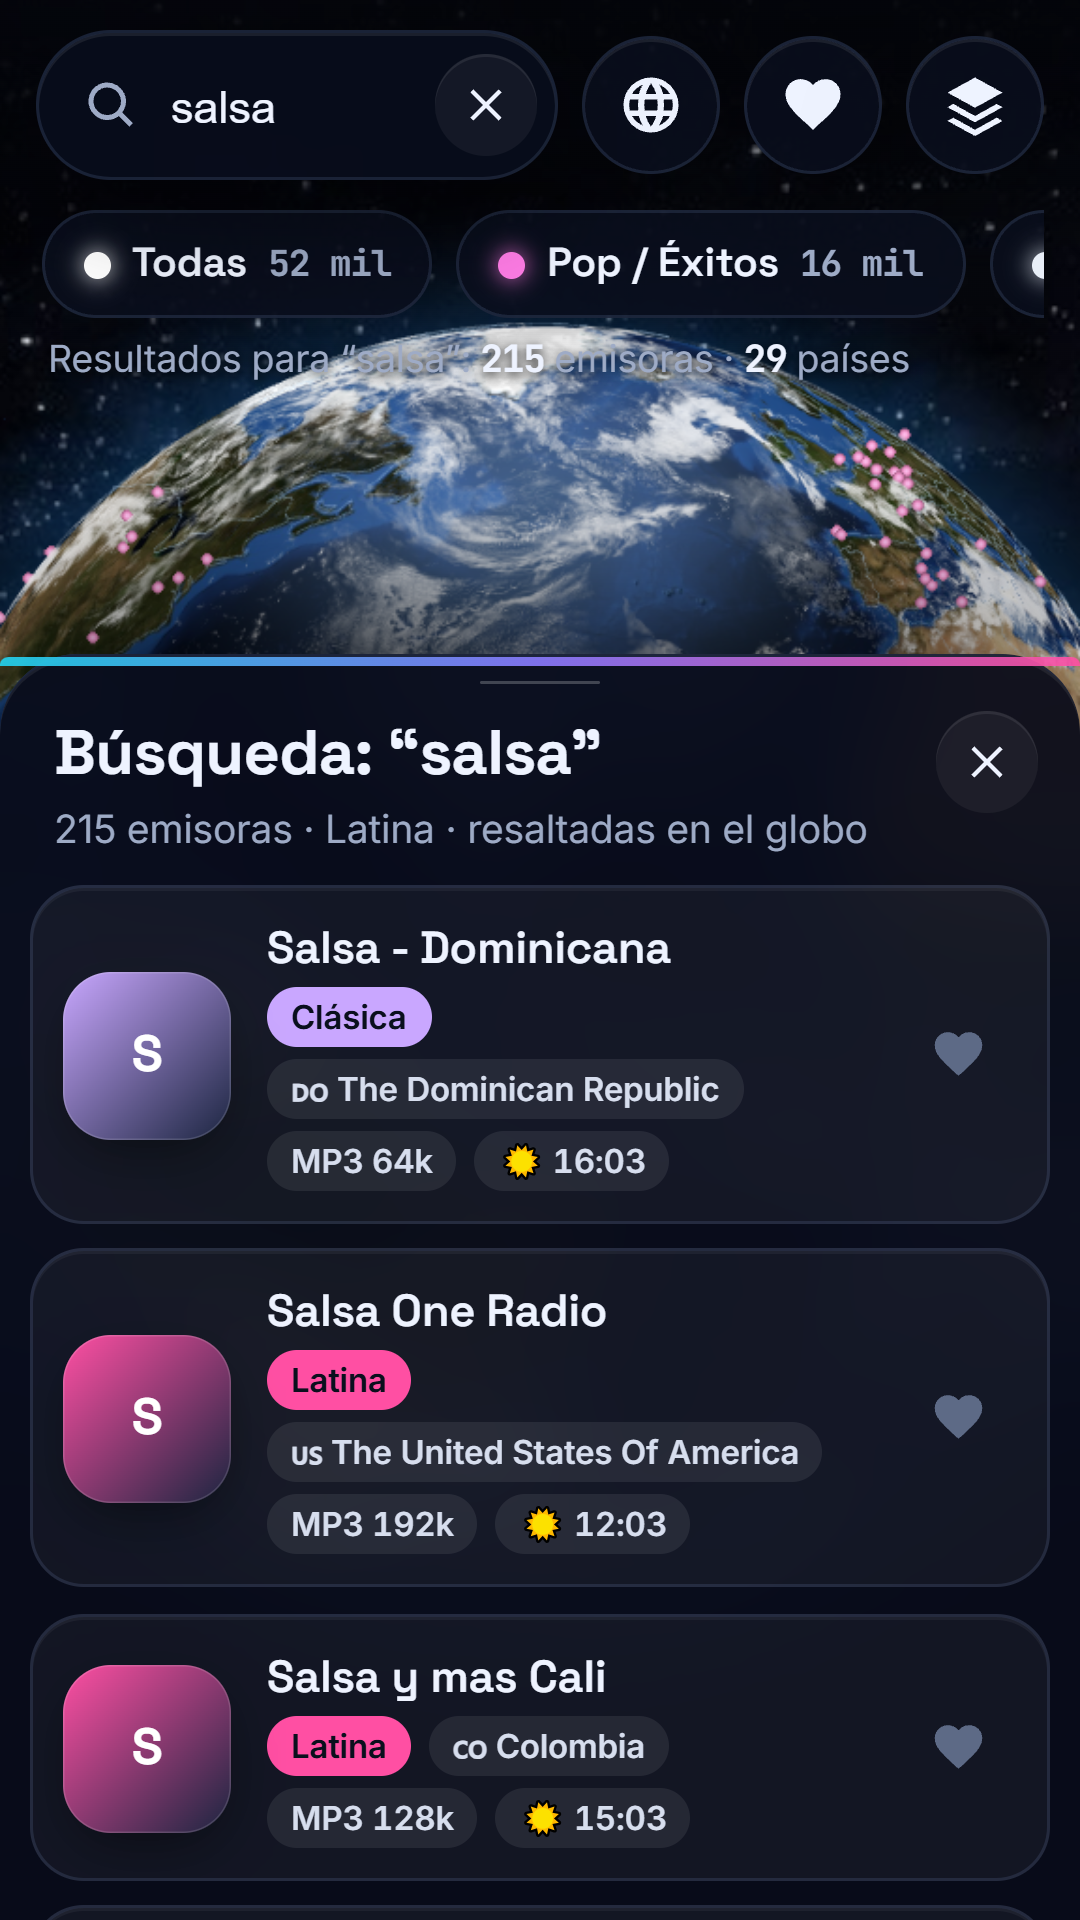 salsa
Todas 52 mil
Pop / Éxitos 16 mil
Resultados para “salsa” · 215 emisoras · 29 países
Búsqueda: “salsa”
215 emisoras · Latina · resaltadas en el globo
S
Salsa - Dominicana
Clásica
DO The Dominican Republic
MP3 64k
16:03
S
Salsa One Radio
Latina
US The United States Of America
MP3 192k
12:03
S
Salsa y mas Cali
Latina
CO Colombia
MP3 128k
15:03